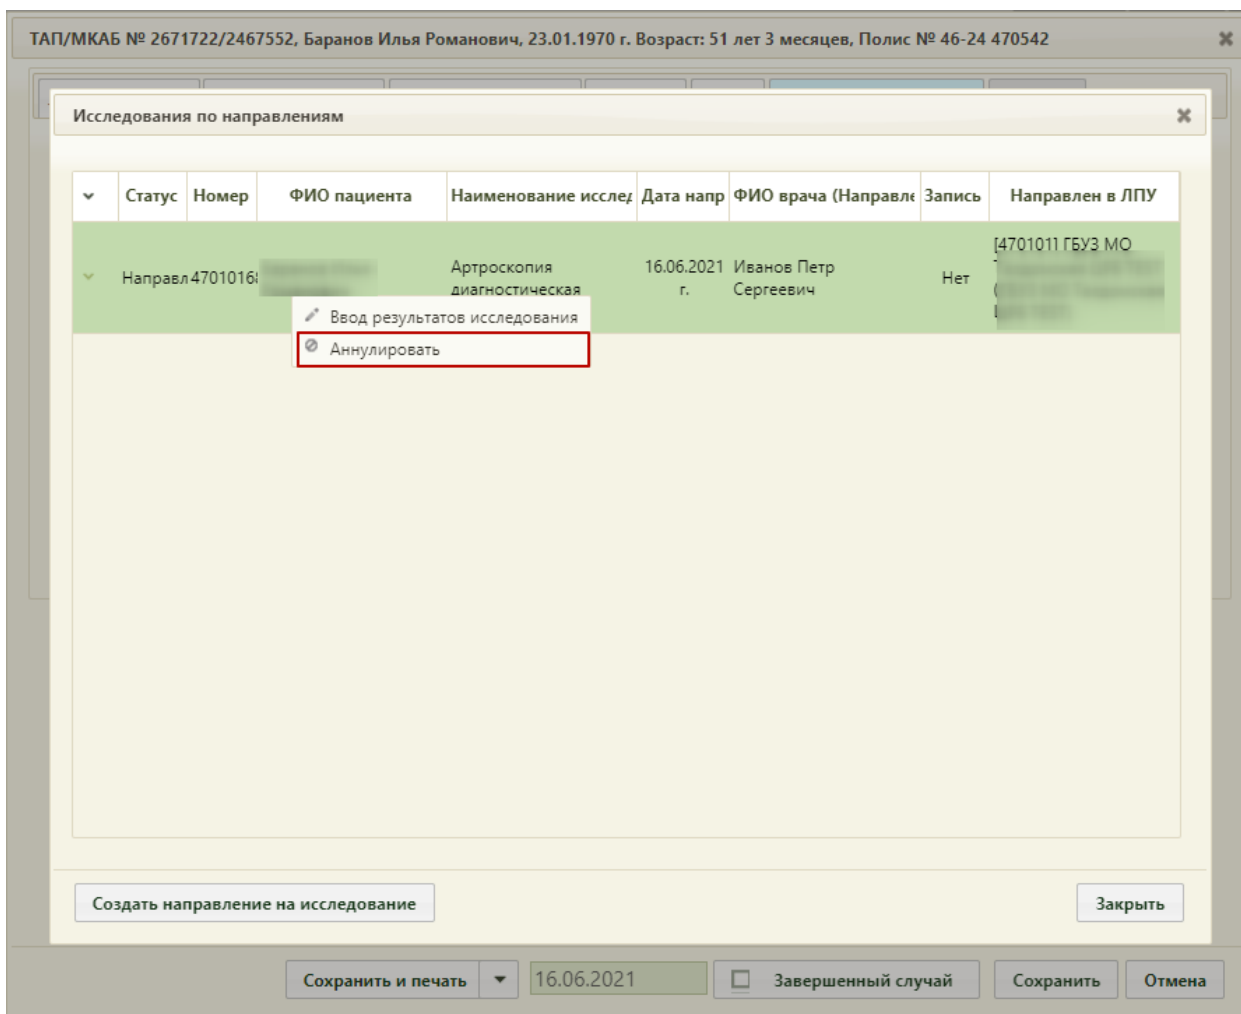 ТАП/МКАБ № 2671722/2467552, Баранов Илья Романович, 23.01.1970 г. Возраст: 51 лет 3 месяцев, Полис № 46-24 470542
Исследования по направлениям
Статус Номер ФИО пациента Наименование исслед Дата напр ФИО врача (Направле Запись Направлен в ЛПУ
[4701011] ГБУЗ МО
Направл 4701016 Артроскопия 16.06.2021 Иванов Петр Нет
диагностическая г. Сергеевич
Ввод результатов исследования
Аннулировать
Создать направление на исследование Закрыть
Сохранить и печать 16.06.2021 Завершенный случай Сохранить Отмена